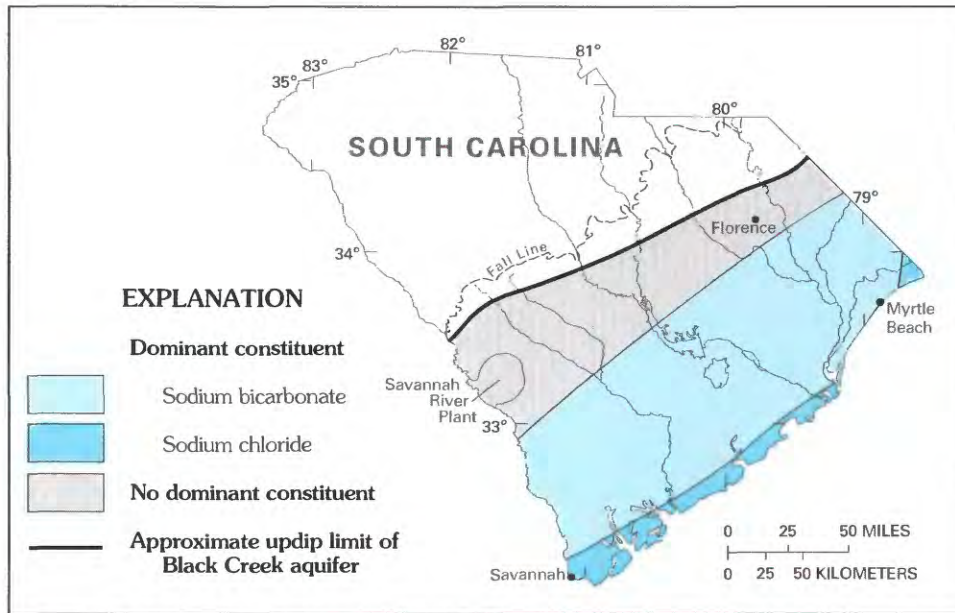 82°
81°
83°
35°
80°
SOUTH CAROLINA
79°
Florence
34°
Fall Line
EXPLANATION
Myrtle
Beach
Dominant constituent
Sodium bicarbonate
Savannah
River
Plant
33°
Sodium chloride
No dominant constituent
Approximate updip limit of
Black Creek aquifer
0 25 50 MILES
0 25 50 KILOMETERS
Savannah